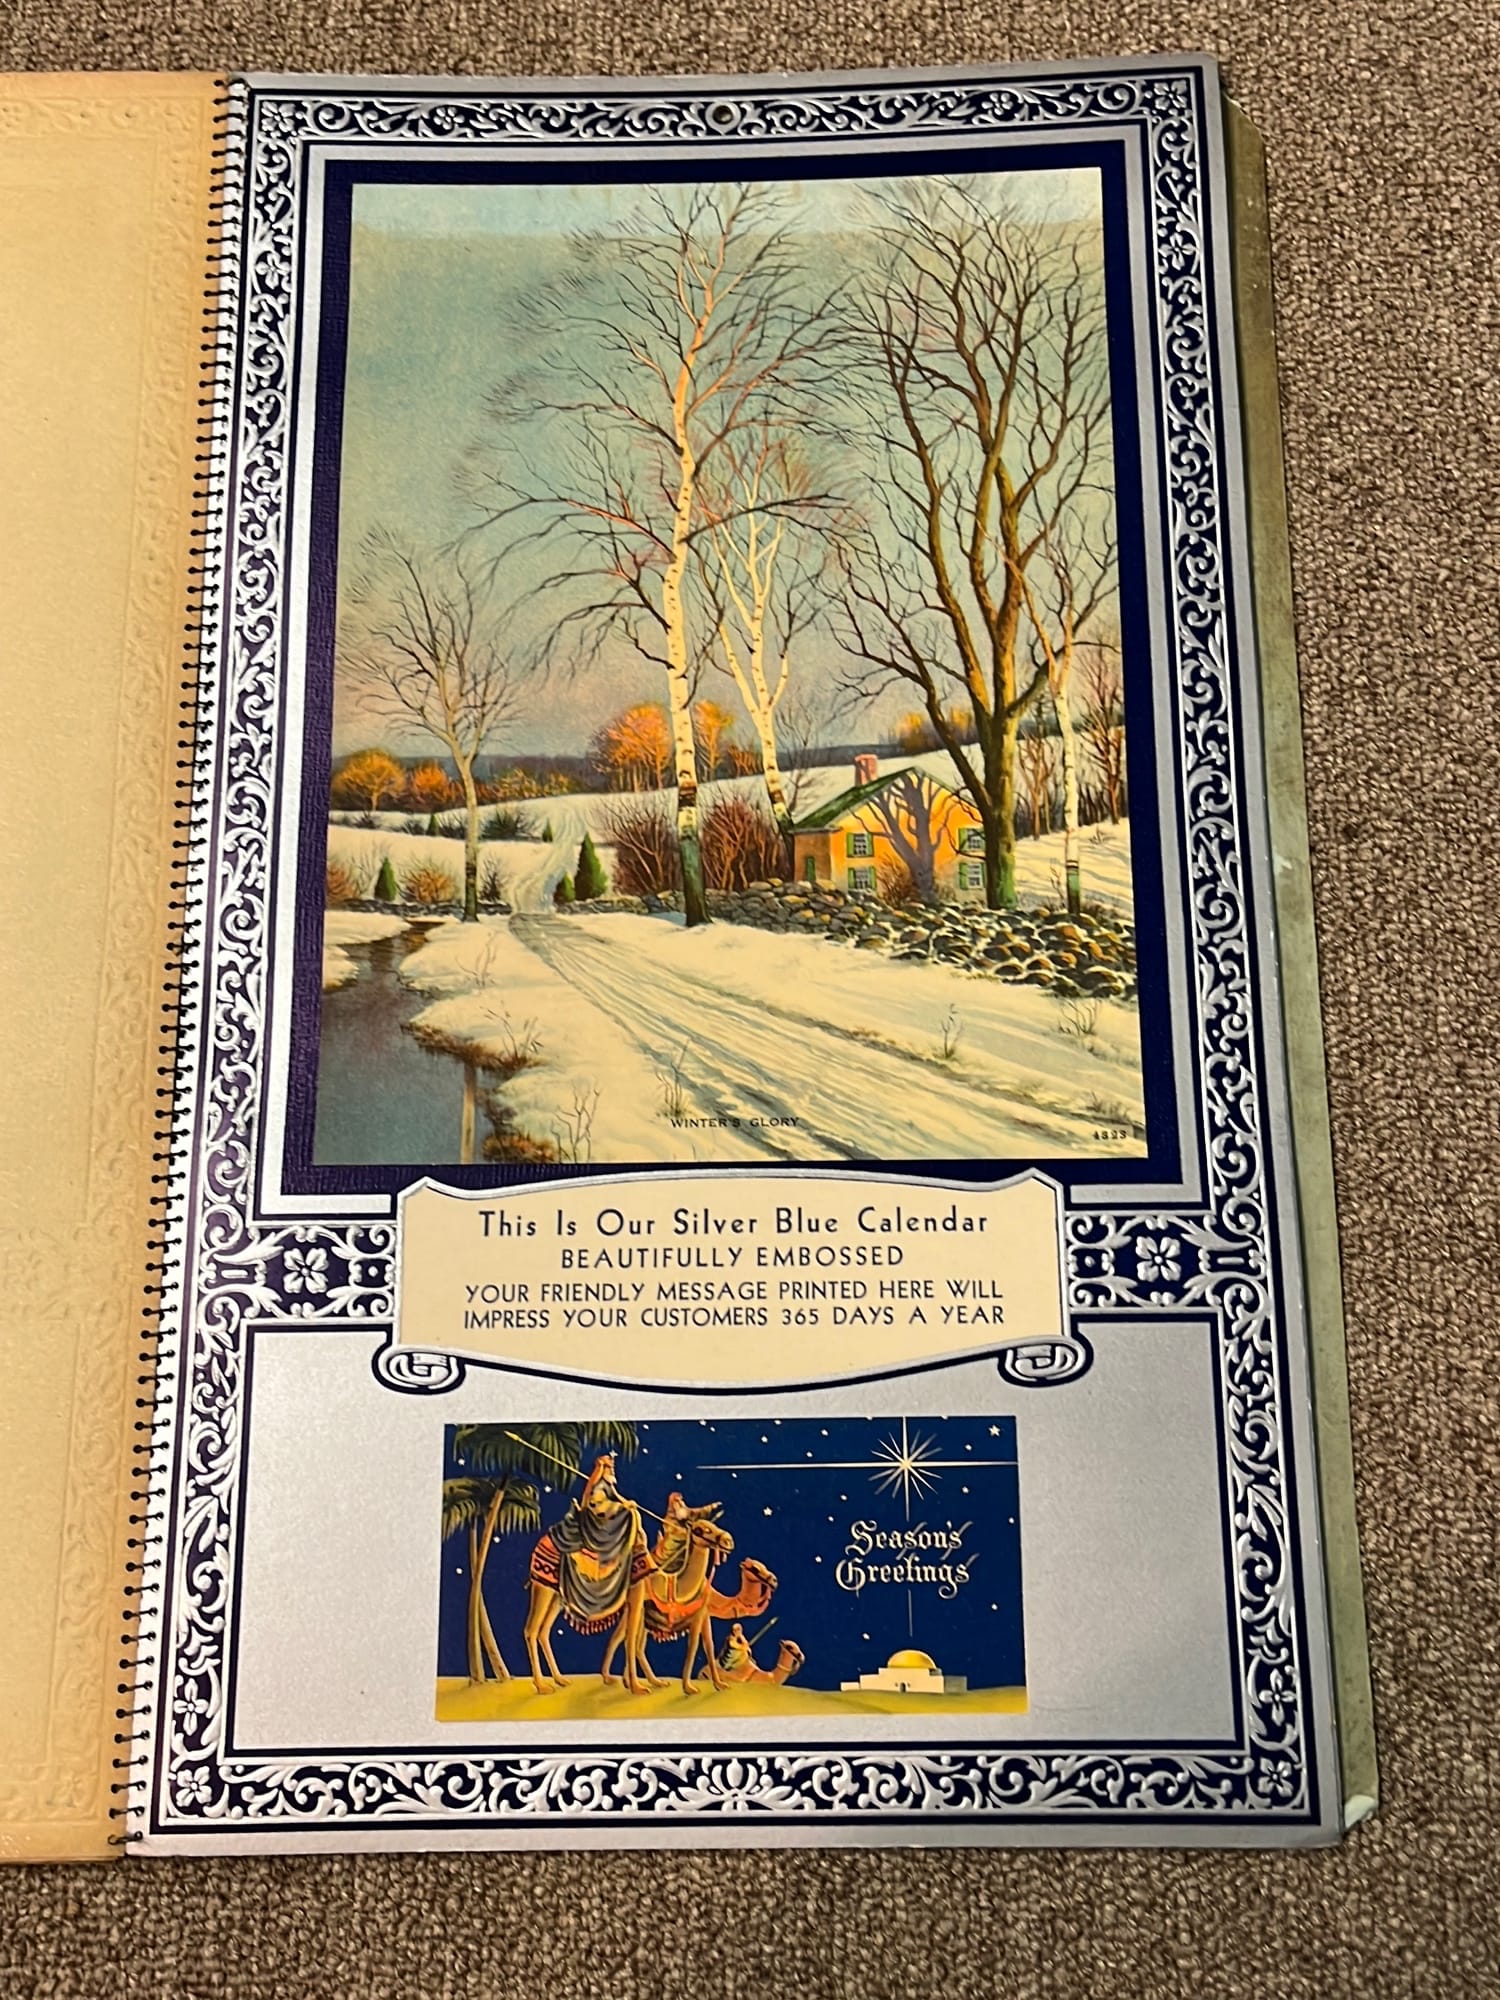 WINTER'S GLORY
4323
This Is Our Silver Blue Calendar
BEAUTIFULLY EMBOSSED
YOUR FRIENDLY MESSAGE PRINTED HERE WILL
IMPRESS YOUR CUSTOMERS 365 DAYS A YEAR
Season's
Greetings